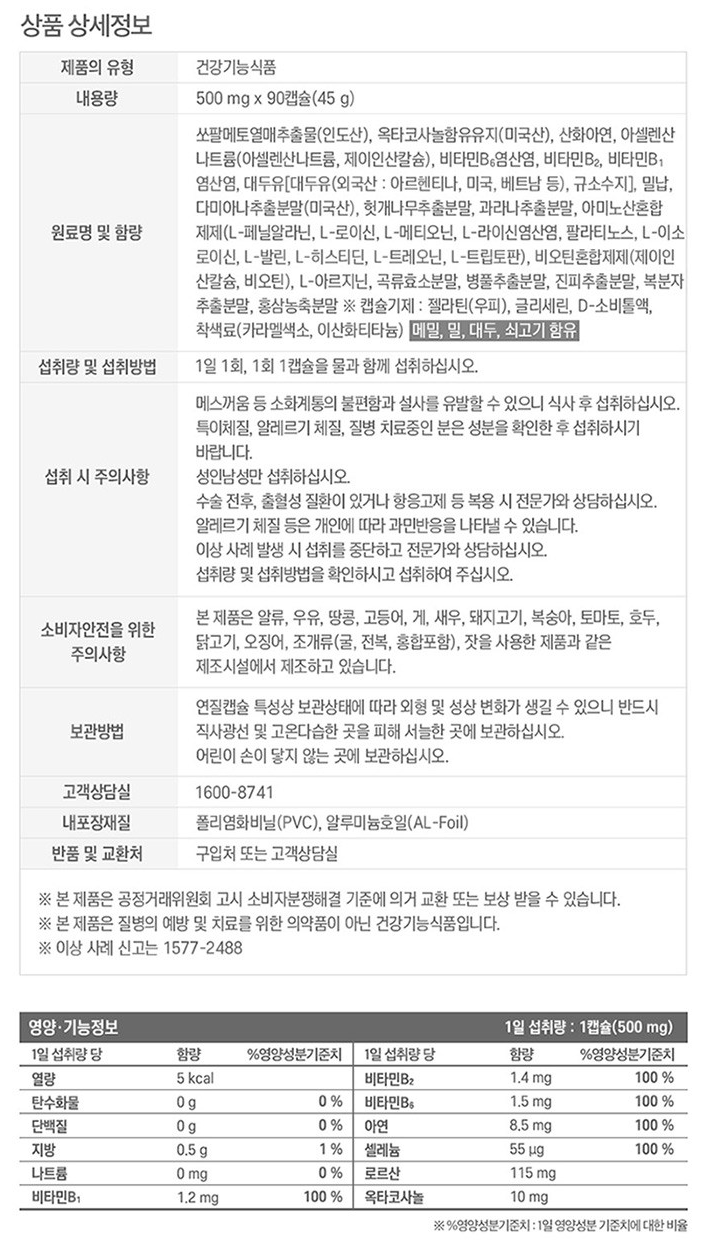 상품 상세정보
제품의 유형 건강기능식품
내용량 500 mg x 90캡슐(45 g)
원료명 및 함량
쏘팔메토열매추출물(인도산), 옥타코사놀함유유지(미국산), 산화아연, 아셀렌산
나트륨(아셀렌산나트륨, 제이인산칼슘), 비타민B₆염산염, 비타민B₂, 비타민B₁
염산염, 대두유[대두유(외국산 : 아르헨티나, 미국, 베트남 등), 규소수지], 밀납,
다미아나추출분말(미국산), 헛개나무추출분말, 과라나추출분말, 아미노산혼합
제제(L-페닐알라닌, L-로이신, L-메티오닌, L-라이신염산염, 팔라티노스, L-이소
로이신, L-발린, L-히스티딘, L-트레오닌, L-트립토판), 비오틴혼합제제(제이인
산칼슘, 비오틴), L-아르지닌, 곡류효소분말, 병풀추출분말, 진피추출분말, 복분자
추출분말, 홍삼농축분말 ※ 캡슐기제 : 젤라틴(우피), 글리세린, D-소비톨액,
착색료(카라멜색소, 이산화티타늄) 메밀, 밀, 대두, 쇠고기 함유
섭취량 및 섭취방법 1일 1회, 1회 1캡슐을 물과 함께 섭취하십시오.
섭취 시 주의사항
메스꺼움 등 소화계통의 불편함과 설사를 유발할 수 있으니 식사 후 섭취하십시오.
특이체질, 알레르기 체질, 질병 치료중인 분은 성분을 확인한 후 섭취하시기
바랍니다.
성인남성만 섭취하십시오.
수술 전후, 출혈성 질환이 있거나 항응고제 등 복용 시 전문가와 상담하십시오.
알레르기 체질 등은 개인에 따라 과민반응을 나타낼 수 있습니다.
이상 사례 발생 시 섭취를 중단하고 전문가와 상담하십시오.
섭취량 및 섭취방법을 확인하시고 섭취하여 주십시오.
소비자안전을 위한
주의사항
본 제품은 알류, 우유, 땅콩, 고등어, 게, 새우, 돼지고기, 복숭아, 토마토, 호두,
닭고기, 오징어, 조개류(굴, 전복, 홍합포함), 잣을 사용한 제품과 같은
제조시설에서 제조하고 있습니다.
보관방법
연질캡슐 특성상 보관상태에 따라 외형 및 성상 변화가 생길 수 있으니 반드시
직사광선 및 고온다습한 곳을 피해 서늘한 곳에 보관하십시오.
어린이 손이 닿지 않는 곳에 보관하십시오.
고객상담실 1600-8741
내포장재질 폴리염화비닐(PVC), 알루미늄호일(AL-Foil)
반품 및 교환처 구입처 또는 고객상담실
※ 본 제품은 공정거래위원회 고시 소비자분쟁해결 기준에 의거 교환 또는 보상 받을 수 있습니다.
※ 본 제품은 질병의 예방 및 치료를 위한 의약품이 아닌 건강기능식품입니다.
※ 이상 사례 신고는 1577-2488
영양·기능정보 1일 섭취량 : 1캡슐(500 mg)
1일 섭취량 당 함량 %영양성분기준치 1일 섭취량 당 함량 %영양성분기준치
열량 5 kcal 비타민B₂ 1.4 mg 100 %
탄수화물 0 g 0 % 비타민B₆ 1.5 mg 100 %
단백질 0 g 0 % 아연 8.5 mg 100 %
지방 0.5 g 1 % 셀레늄 55 μg 100 %
나트륨 0 mg 0 % 로르산 115 mg
비타민B₁ 1.2 mg 100 % 옥타코사놀 10 mg
※ %영양성분기준치 : 1일 영양성분 기준치에 대한 비율